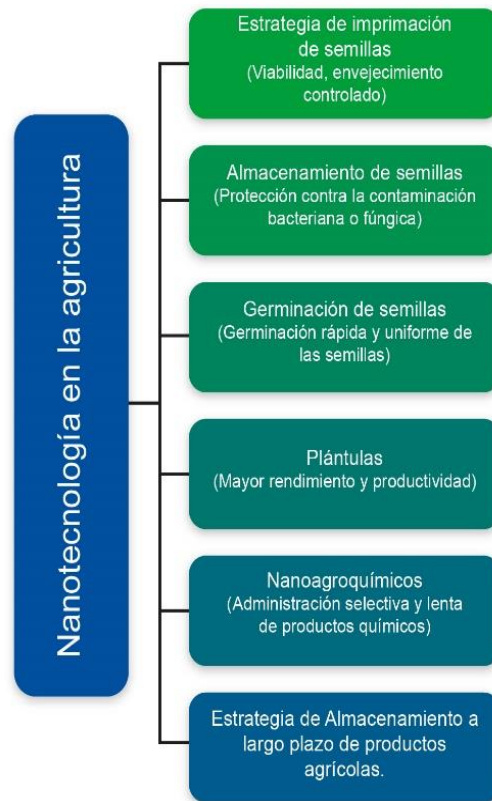 Nanotecnología en la agricultura
Estrategia de imprimación
de semillas
(Viabilidad, envejecimiento
controlado)
Almacenamiento de semillas
(Protección contra la contaminación
bacteriana o fúngica)
Germinación de semillas
(Germinación rápida y uniforme de
las semillas)
Plántulas
(Mayor rendimiento y productividad)
Nanoagroquímicos
(Administración selectiva y lenta
de productos químicos)
Estrategia de Almacenamiento a
largo plazo de productos
agrícolas.